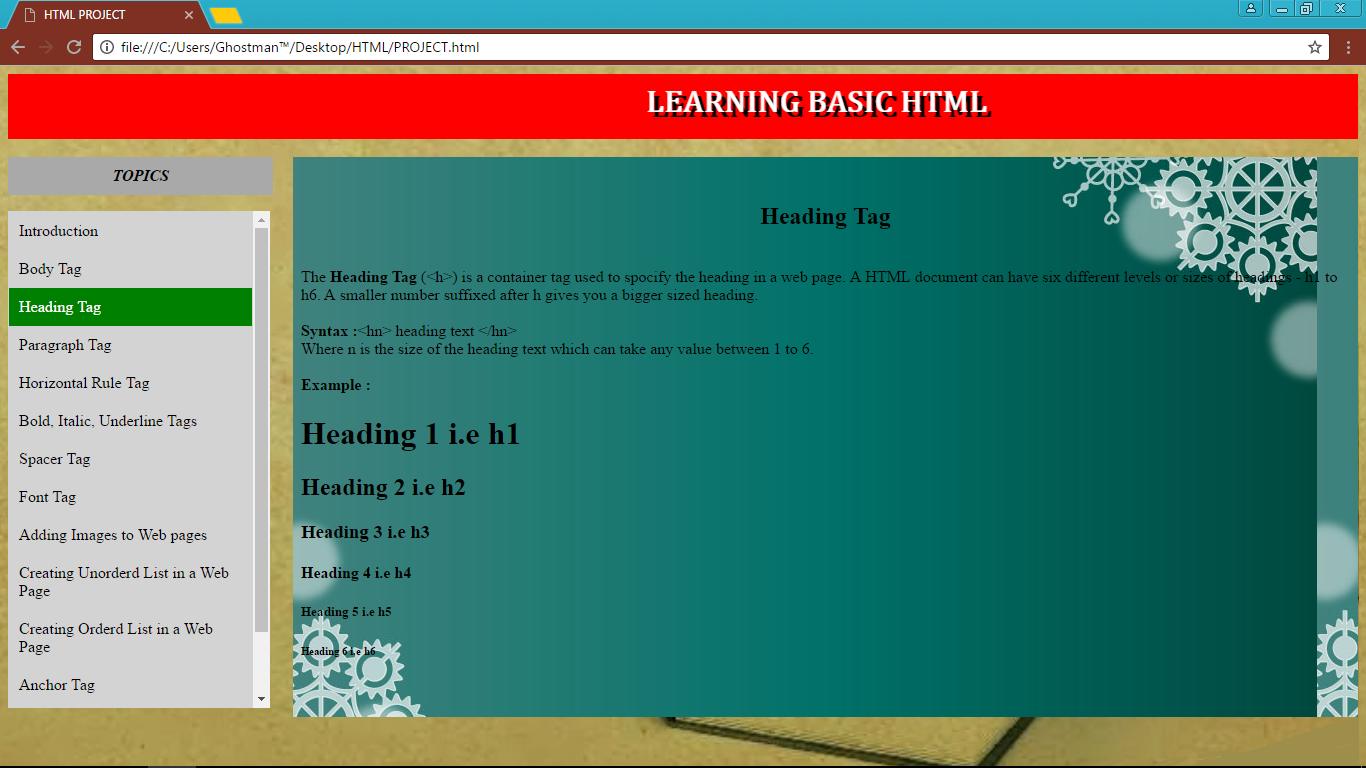 HTML PROJECT
file:///C:/Users/Ghostman™/Desktop/HTML/PROJECT.html
LEARNING BASIC HTML
TOPICS
Introduction
Body Tag
Heading Tag
Paragraph Tag
Horizontal Rule Tag
Bold, Italic, Underline Tags
Spacer Tag
Font Tag
Adding Images to Web pages
Creating Unorderd List in a Web
Page
Creating Orderd List in a Web
Page
Anchor Tag
Heading Tag
The Heading Tag (<h>) is a container tag used to spocify the heading in a web page. A HTML document can have six different levels or sizes of headings - h1 to
h6. A smaller number suffixed after h gives you a bigger sized heading.
Syntax :<hn> heading text </hn>
Where n is the size of the heading text which can take any value between 1 to 6.
Example :
Heading 1 i.e h1
Heading 2 i.e h2
Heading 3 i.e h3
Heading 4 i.e h4
Heading 5 i.e h5
Heading 6 i.e h6